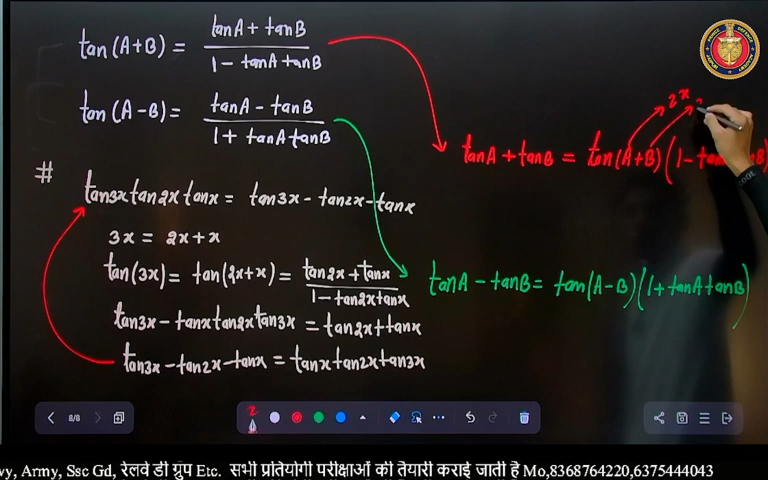 tan(A+B) = tanA + tanB / 1 - tanA tanB
tan(A-B) = tanA - tanB / 1 + tanA tanB
# tan3x tan2x tanx = tan3x - tan2x - tanx
3x = 2x + x
tan(3x) = tan(2x+x) = tan2x + tanx / 1 - tan2x tanx
tan3x - tanx tan2x tan3x = tan2x + tanx
tan3x - tan2x - tanx = tanx tan2x tan3x
2x
tanA + tanB = tan(A+B)(1-
tanA - tanB = tan(A-B)(1+tanA tanB)
8/8
2
Army, Ssc Gd, रेलवे डी ग्रुप Etc. सभी प्रतियोगी परीक्षाओं की तैयारी कराई जाती है Mo,8368764220,6375444043